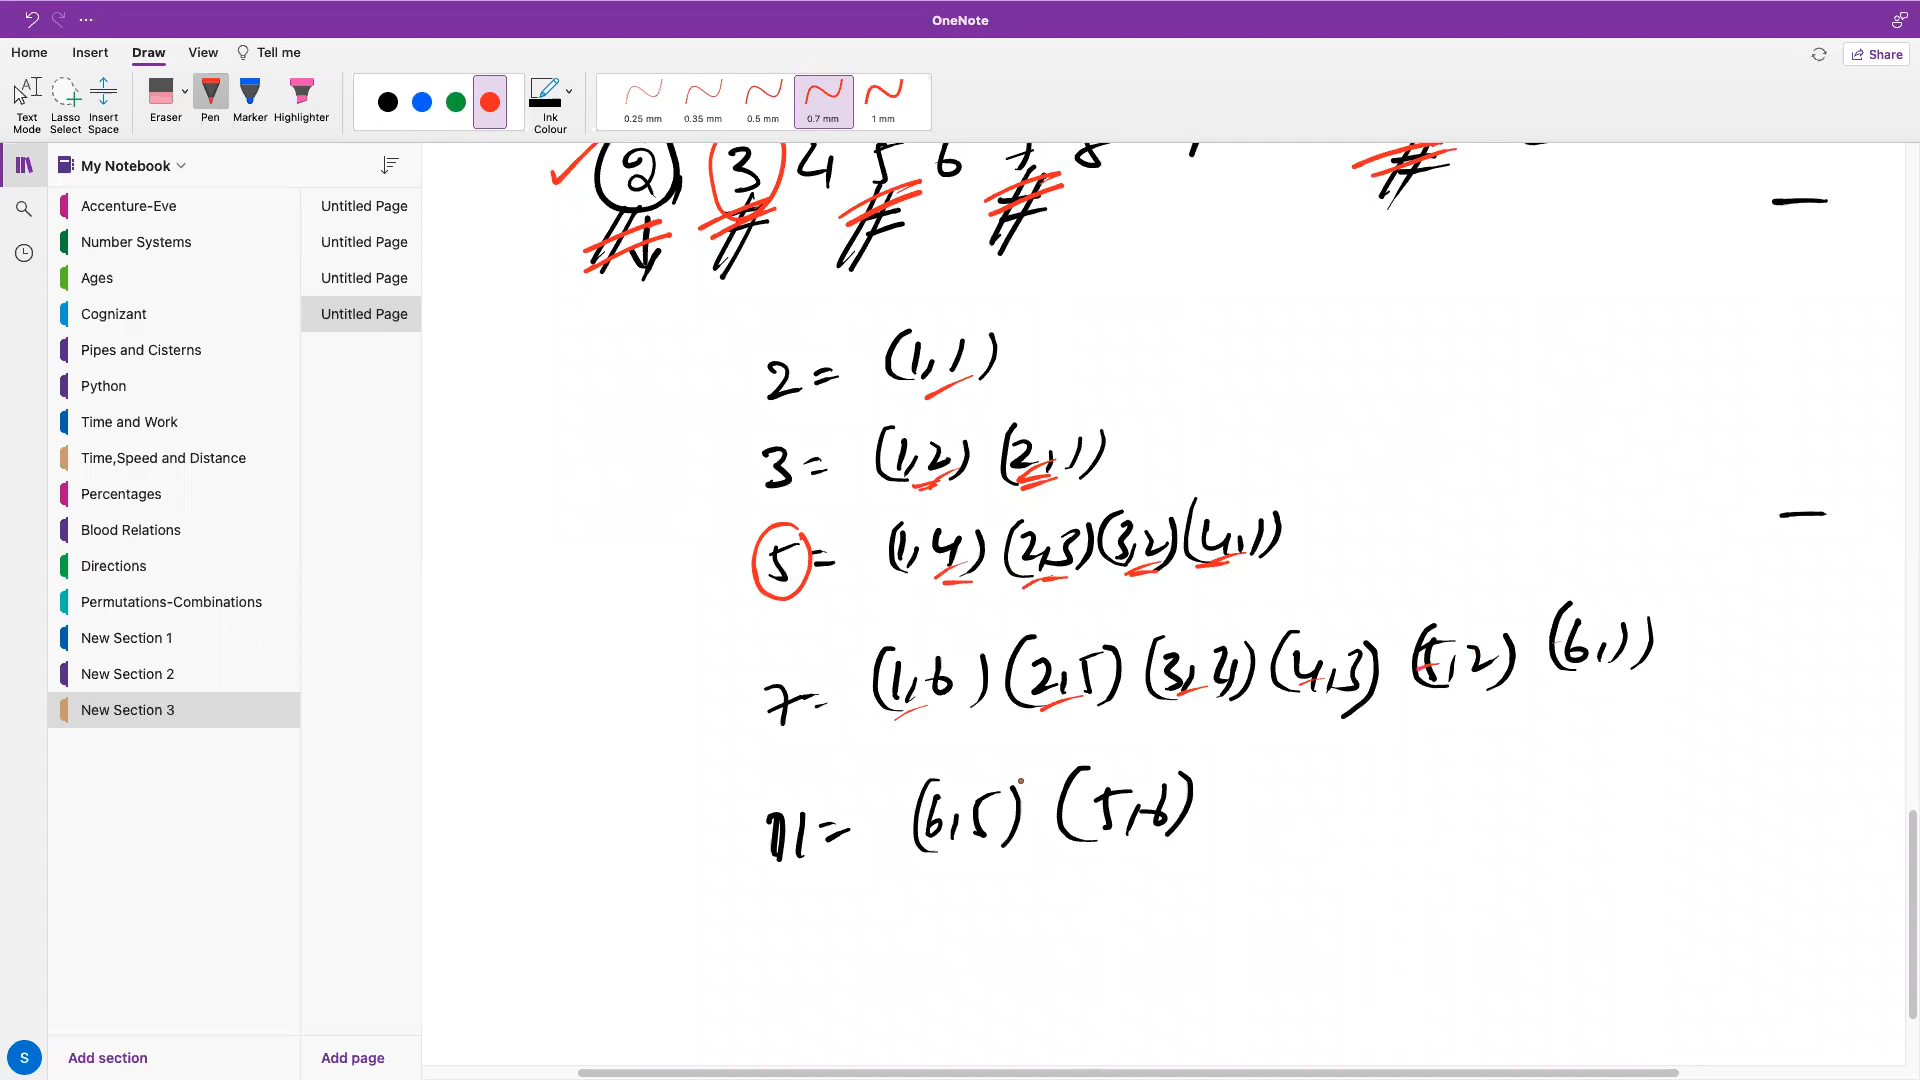 OneNote
Home Insert Draw View Tell me
Share
Text Mode Lasso Select Insert Space Eraser Pen Marker Highlighter Ink Colour 0.25 mm 0.35 mm 0.5 mm 0.7 mm 1 mm
My Notebook
Accenture-Eve
Number Systems
Ages
Cognizant
Pipes and Cisterns
Python
Time and Work
Time,Speed and Distance
Percentages
Blood Relations
Directions
Permutations-Combinations
New Section 1
New Section 2
New Section 3
Untitled Page
Untitled Page
Untitled Page
Untitled Page
2, 3 4 5 6 7 8
2 = (1,1)
3 = (1,2) (2,1)
5 = (1,4) (2,3) (3,2) (4,1)
7 = (1,6) (2,5) (3,4) (4,3) (5,2) (6,1)
11 = (6,5) (5,6)
S
Add section
Add page